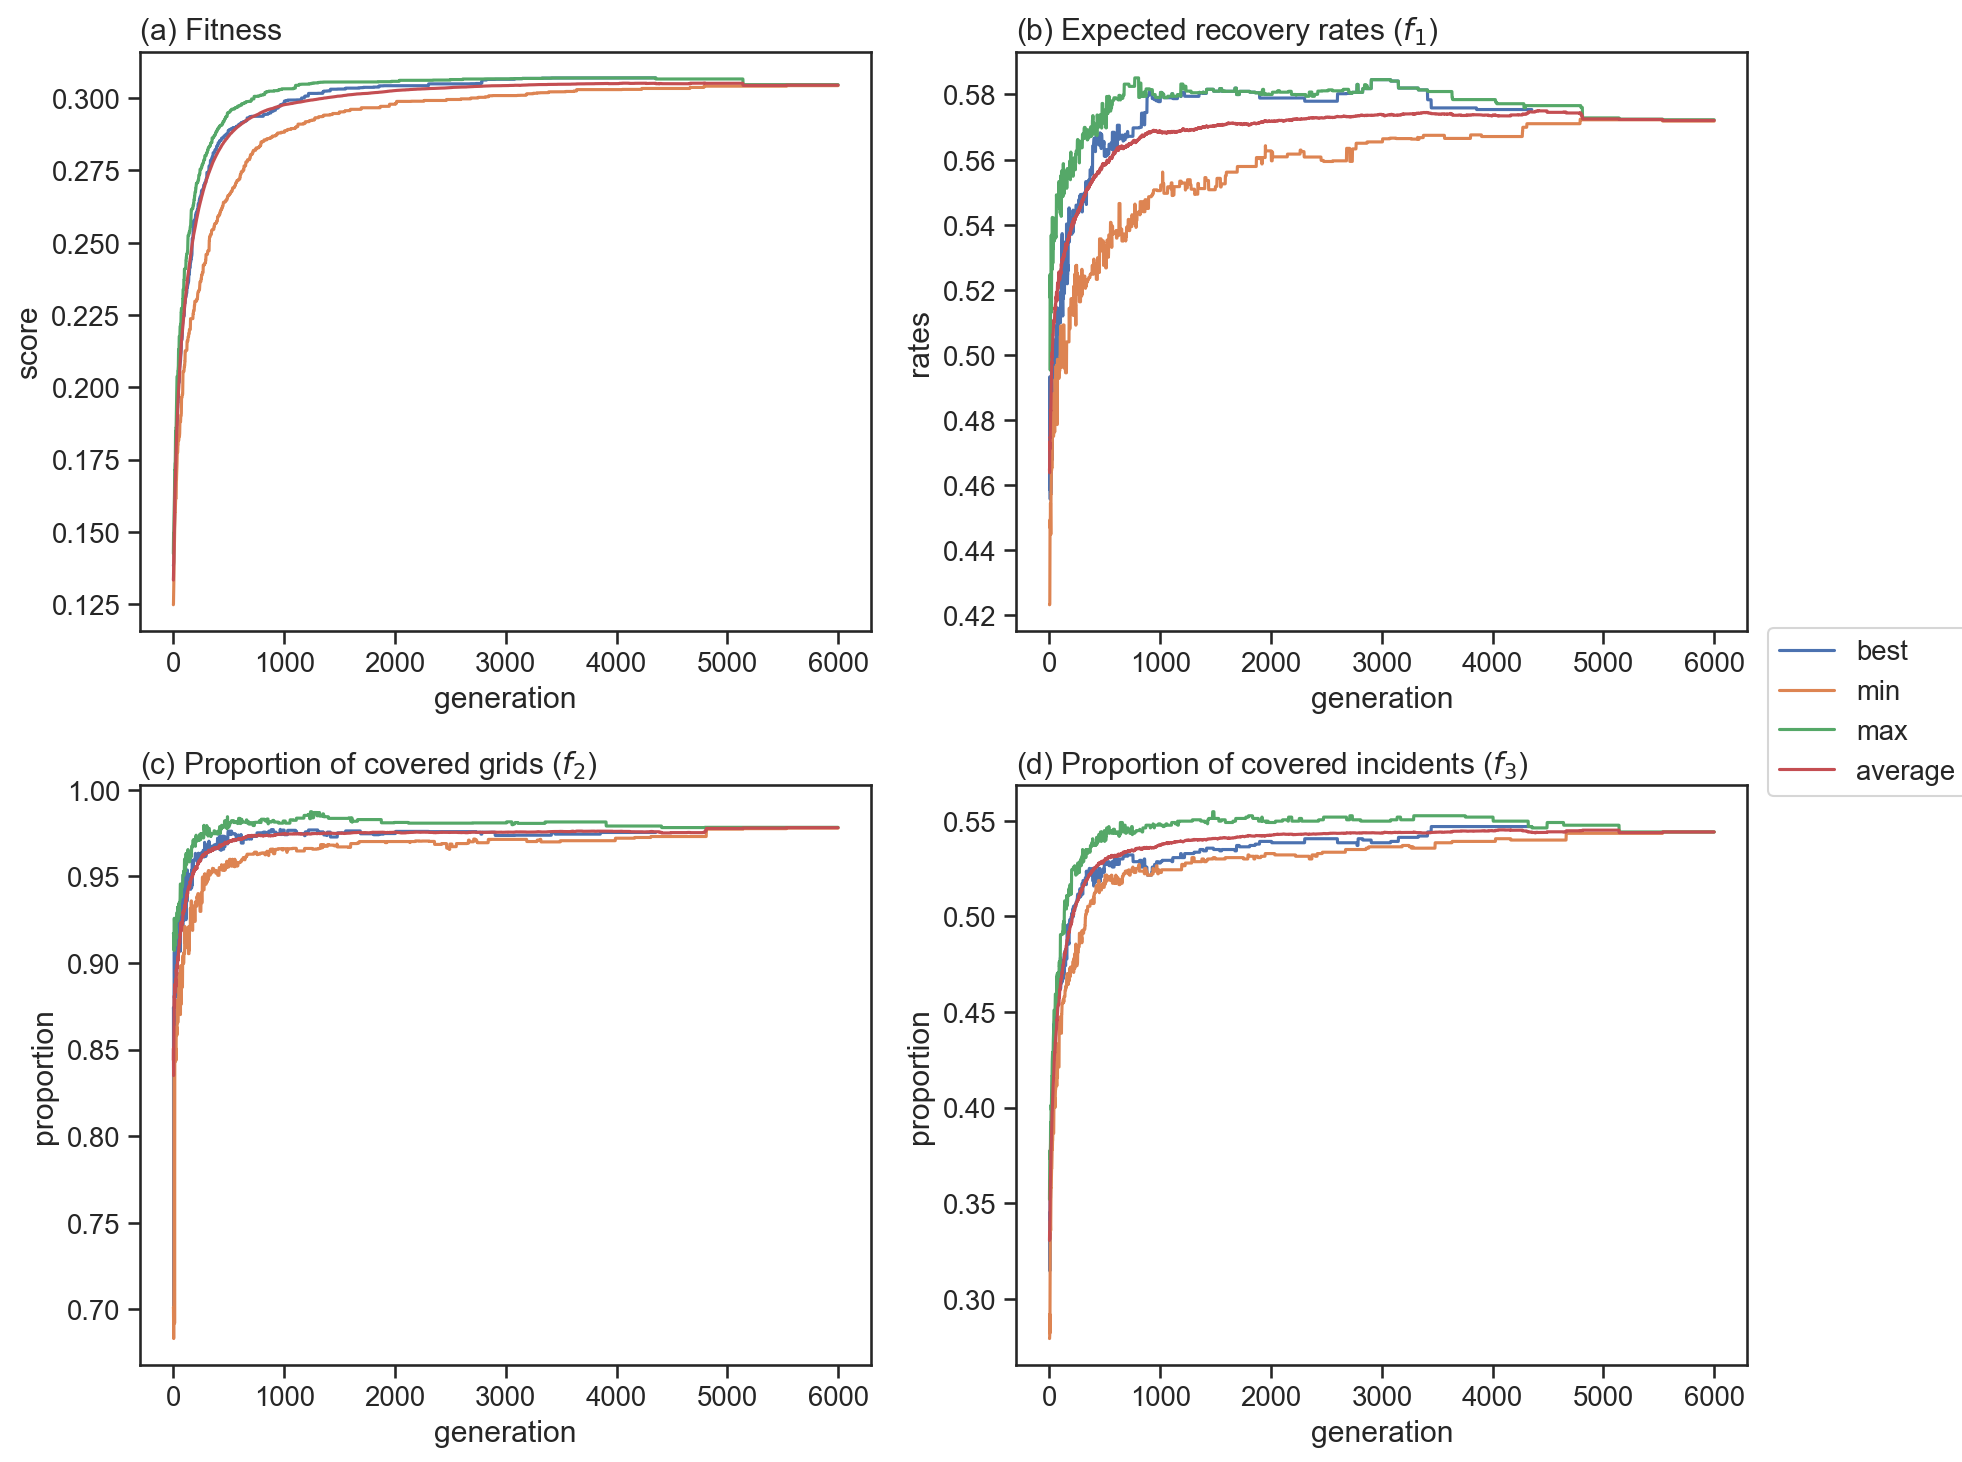 (a) Fitness
score
0.300
0.275
0.250
0.225
0.200
0.175
0.150
0.125
0 1000 2000 3000 4000 5000 6000
generation
(b) Expected recovery rates (f₁)
rates
0.58
0.56
0.54
0.52
0.50
0.48
0.46
0.44
0.42
0 1000 2000 3000 4000 5000 6000
generation
best
min
max
average
(c) Proportion of covered grids (f₂)
proportion
1.00
0.95
0.90
0.85
0.80
0.75
0.70
0 1000 2000 3000 4000 5000 6000
generation
(d) Proportion of covered incidents (f₃)
proportion
0.55
0.50
0.45
0.40
0.35
0.30
0 1000 2000 3000 4000 5000 6000
generation